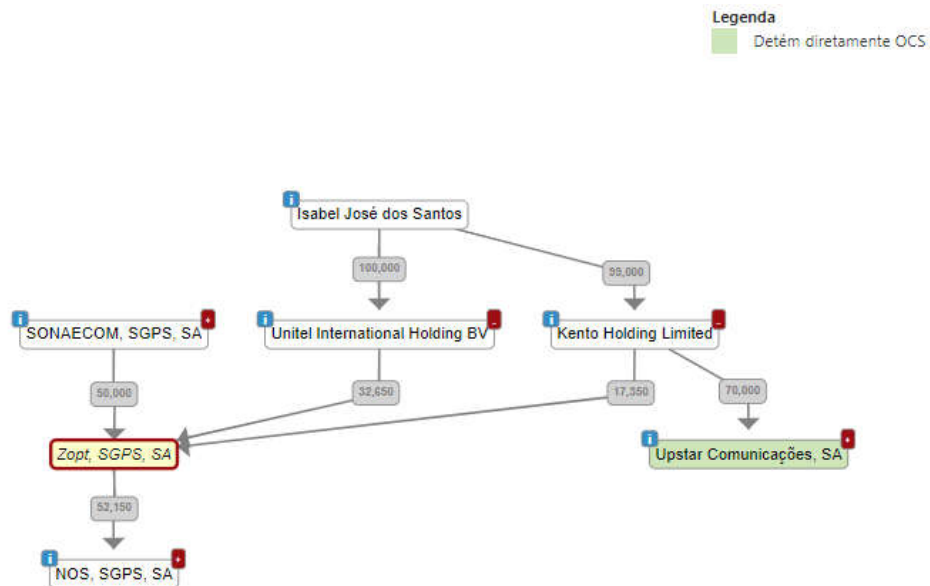 Legenda
Detém diretamente OCS
Isabel José dos Santos
100,000
99,000
SONAECOM, SGPS, SA
Unitel International Holding BV
Kento Holding Limited
50,000
32,650
17,350
70,000
Zopt, SGPS, SA
Upstar Comunicações, SA
52,150
NOS, SGPS, SA